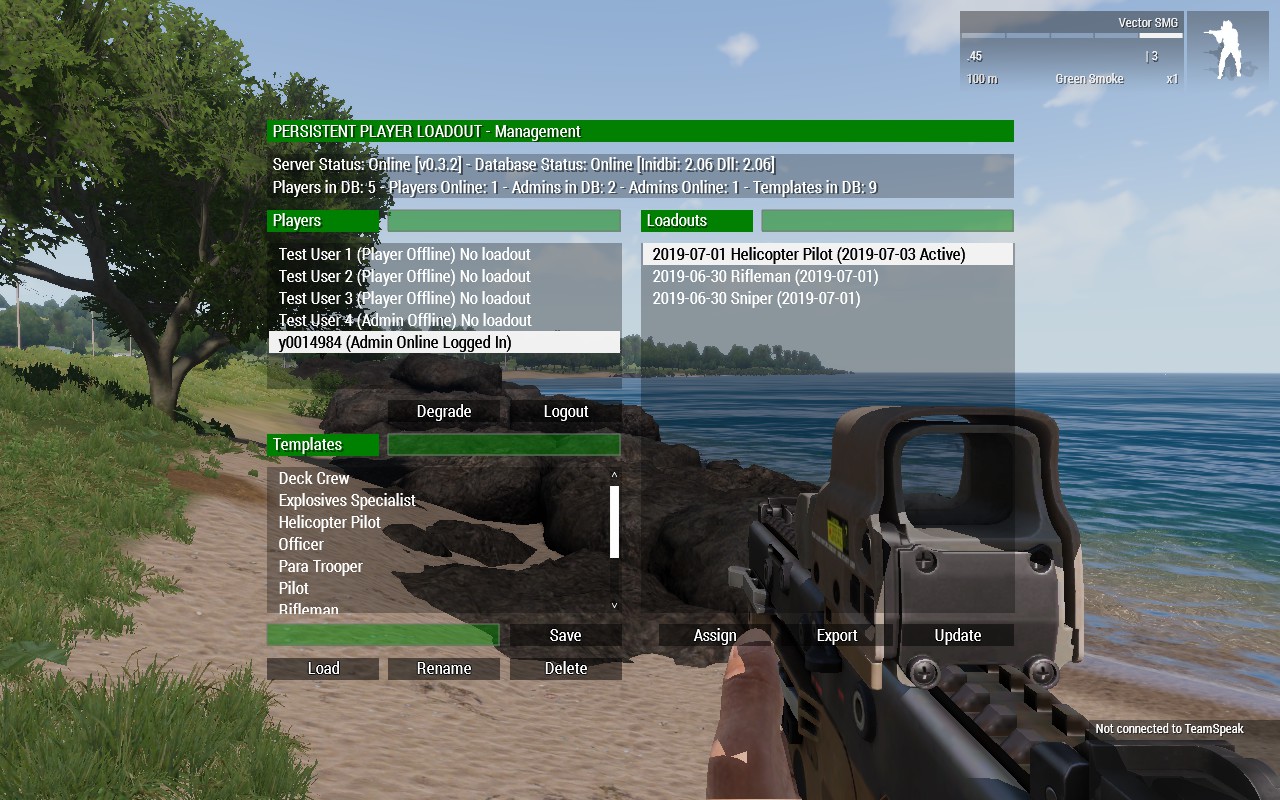 Vector SMG
.45 | 3
100 m Green Smoke x1
PERSISTENT PLAYER LOADOUT - Management
Server Status: Online [v0.3.2] - Database Status: Online [Inidbi: 2.06 Dll: 2.06]
Players in DB: 5 - Players Online: 1 - Admins in DB: 2 - Admins Online: 1 - Templates in DB: 9
Players
Test User 1 (Player Offline) No loadout
Test User 2 (Player Offline) No loadout
Test User 3 (Player Offline) No loadout
Test User 4 (Admin Offline) No loadout
y0014984 (Admin Online Logged In)
Degrade Logout
Loadouts
2019-07-01 Helicopter Pilot (2019-07-03 Active)
2019-06-30 Rifleman (2019-07-01)
2019-06-30 Sniper (2019-07-01)
Templates
Deck Crew
Explosives Specialist
Helicopter Pilot
Officer
Para Trooper
Pilot
Rifleman
Save Assign Export Update
Load Rename Delete
Not connected to TeamSpeak